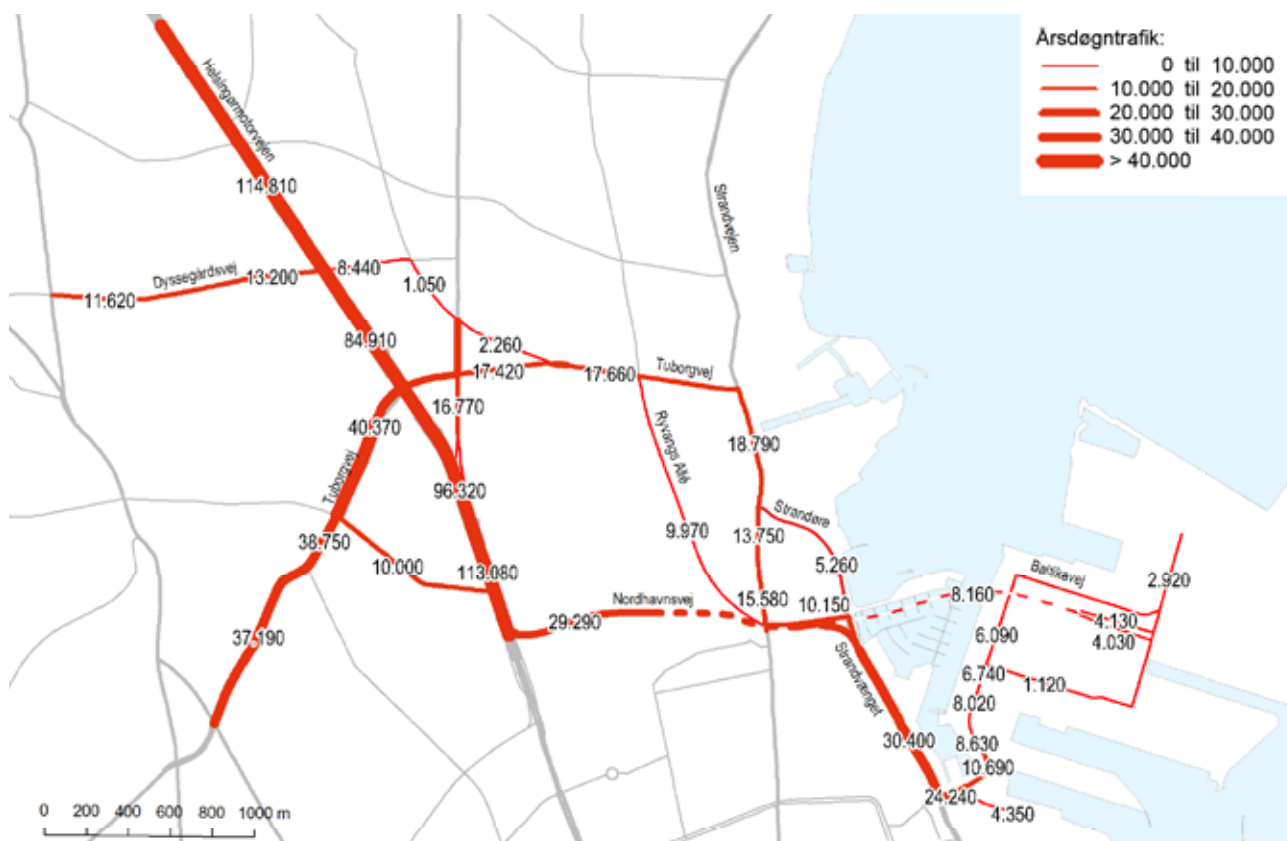 Årsdøgntrafik:
0 til 10.000
10.000 til 20.000
20.000 til 30.000
30.000 til 40.000
> 40.000
Helsingørmotorvejen
114.810
Strandvejen
Dyssegårdsvej
13.200
8.440
11.620
1.050
84.910
2.260
17.420
17.660
Tuborgvej
16.770
40.370
Ryvangs Allé
18.790
Tuborgvej
96.320
Strandøre
9.970
13.750
38.750
10.000
113.080
5.260
Baltikavej
2.920
8.160
15.580
10.150
Nordhavnsvej
29.290
4.130
4.030
37.190
6.090
Strandvænget
6.740
1.120
8.020
30.400
8.630
10.690
24.240
4.350
0 200 400 600 800 1000 m